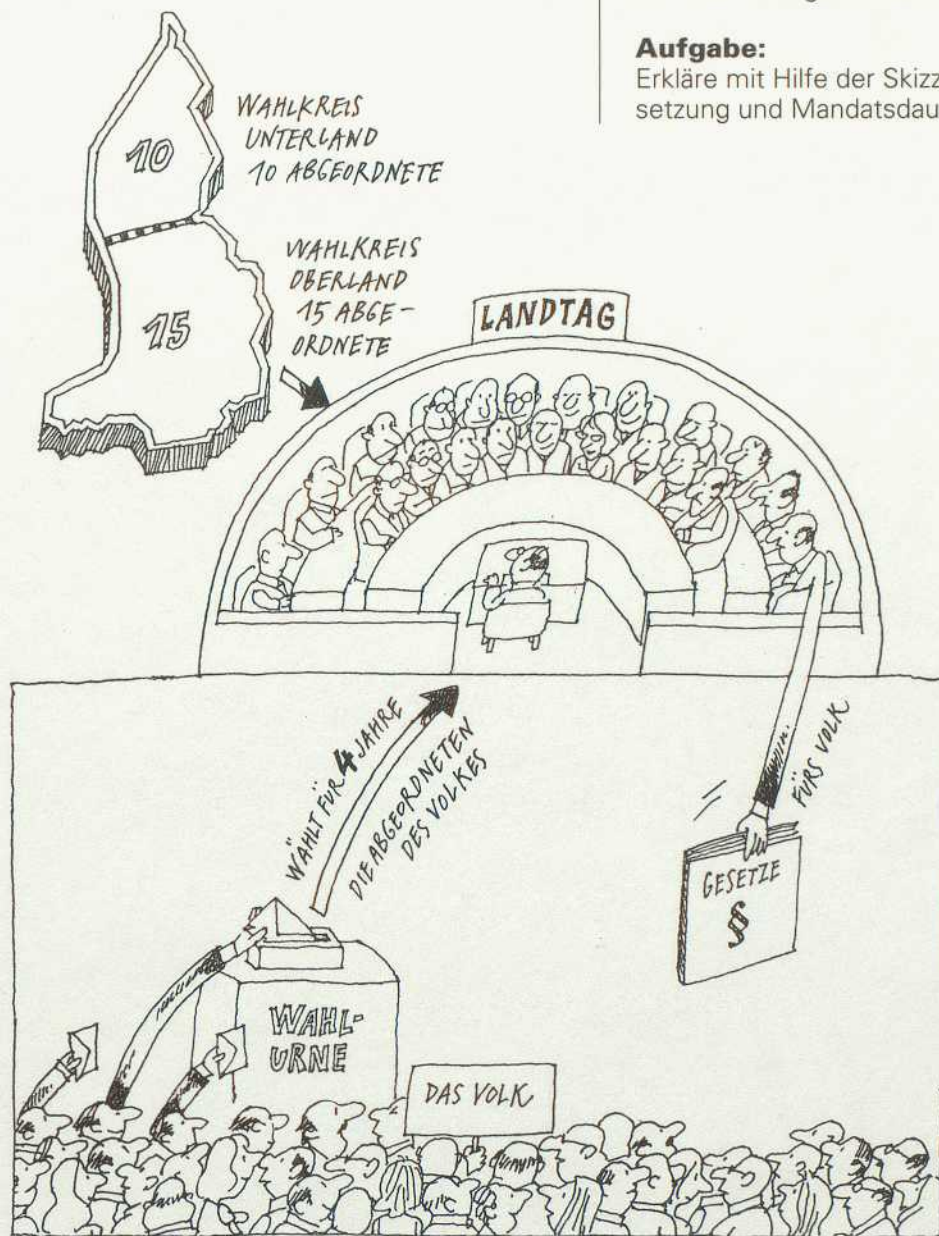 Aufgabe:
Erkläre mit Hilfe der Skizz
setzung und Mandatsdau
WAHLKREIS
UNTERLAND
10 ABGEORDNETE
10
WAHLKREIS
OBERLAND
15 ABGE-
ORDNETE
15
LANDTAG
WÄHLT FÜR 4 JAHRE
DIE ABGEORDNETEN
DES VOLKES
FÜRS VOLK
GESETZE
§
WAHL-
URNE
DAS VOLK